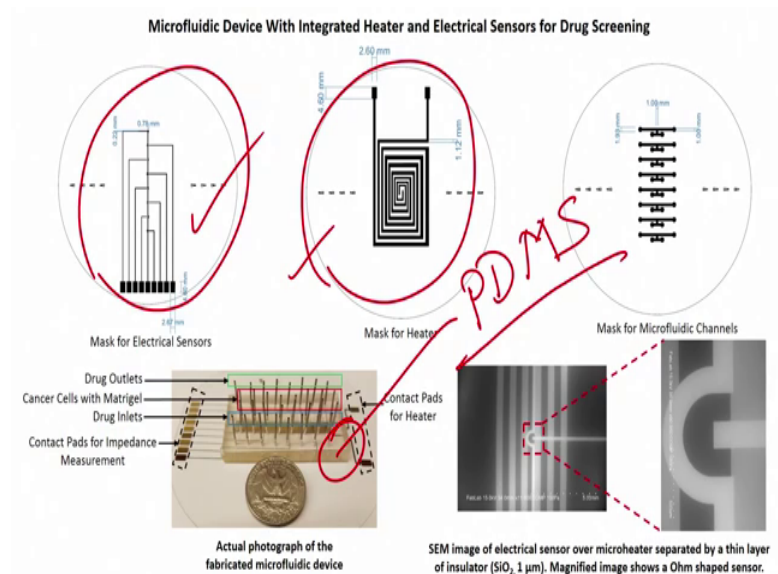 Microfluidic Device With Integrated Heater and Electrical Sensors for Drug Screening
2.60 mm
4.60 mm
0.22 mm
0.78 mm
1.12 mm
1.00 mm
1.00 mm
2.67 mm
Mask for Electrical Sensors
Mask for Heater
Mask for Microfluidic Channels
PDMS
Drug Outlets
Cancer Cells with Matrigel
Drug Inlets
Contact Pads for Impedance
Measurement
Contact Pads
for Heater
Actual photograph of the
fabricated microfluidic device
SEM image of electrical sensor over microheater separated by a thin layer
of insulator (SiO₂ 1 μm). Magnified image shows a Ohm shaped sensor.